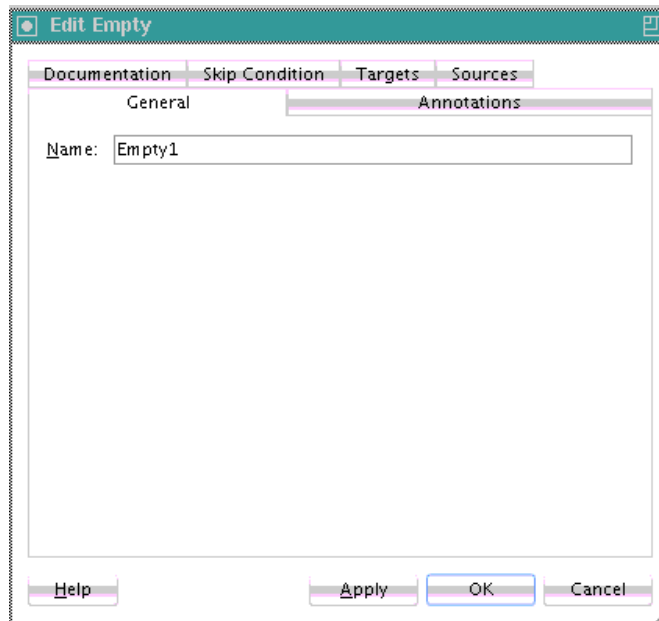 Edit Empty
Documentation Skip Condition Targets Sources
General Annotations
Name: Empty1
Help Apply OK Cancel